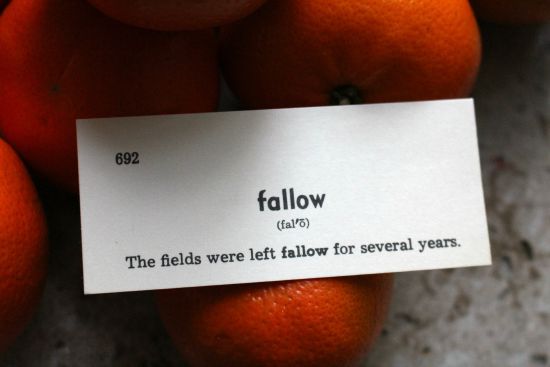 692
fallow
(fal′ō)
The fields were left fallow for several years.